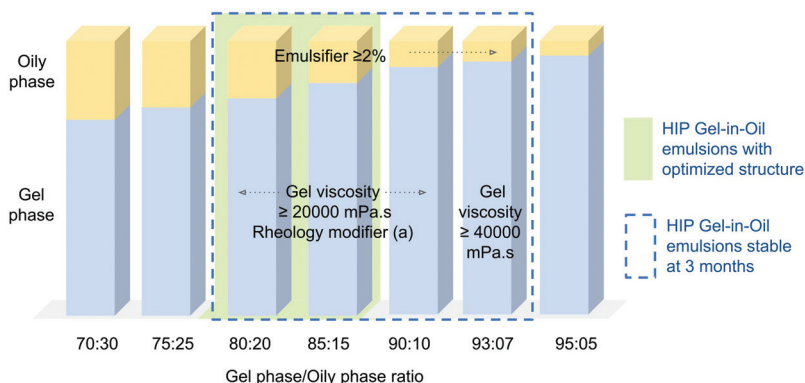 Oily
phase
Emulsifier ≥2%
Gel
phase
Gel viscosity
≥ 20000 mPa.s
Rheology modifier (a)
Gel
viscosity
≥ 40000
mPa.s
HIP Gel-in-Oil
emulsions with
optimized structure
HIP Gel-in-Oil
emulsions stable
at 3 months
70:30 75:25 80:20 85:15 90:10 93:07 95:05
Gel phase/Oily phase ratio